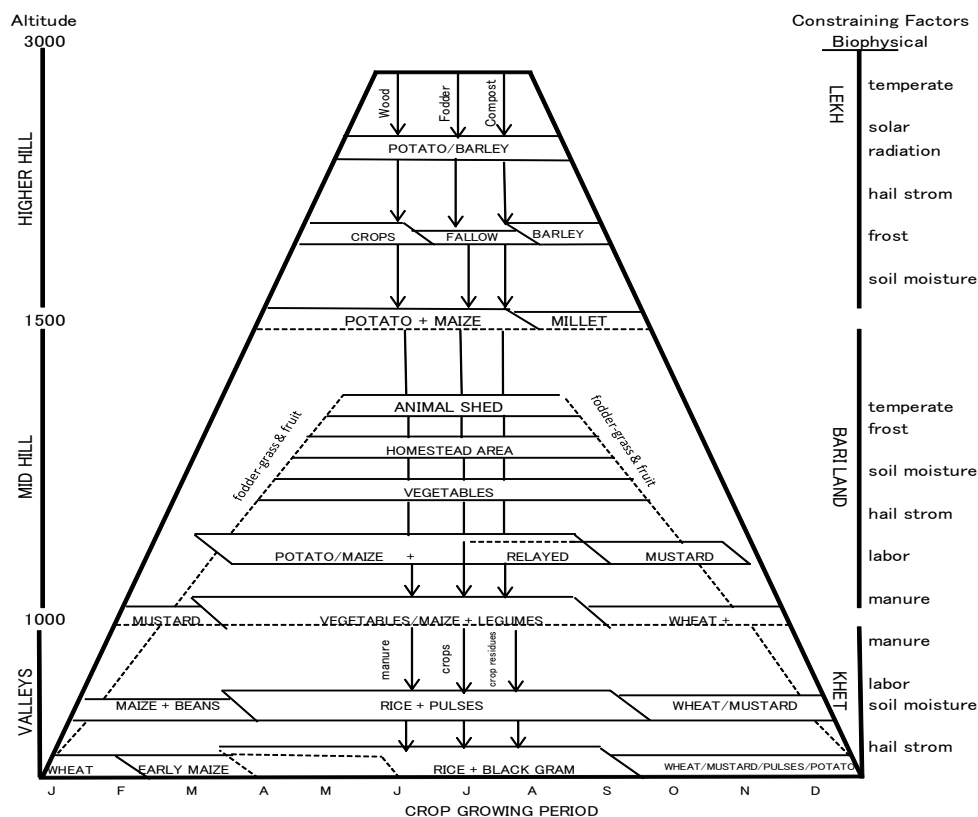 Altitude
Constraining Factors
3000
Biophysical
HIGHER HILL
LEKH
temperate
Wood
Fodder
Compost
solar
radiation
POTATO/BARLEY
hail strom
CROPS
FALLOW
BARLEY
frost
soil moisture
POTATO + MAIZE
MILLET
1500
MID HILL
BARI LAND
fodder-grass & fruit
fodder-grass & fruit
ANIMAL SHED
temperate
frost
HOMESTEAD AREA
soil moisture
VEGETABLES
hail strom
POTATO/MAIZE +
RELAYED
MUSTARD
labor
manure
1000
MUSTARD
VEGETABLES/MAIZE + LEGUMES
WHEAT +
VALLEYS
KHET
manure
manure
crops
crop residues
labor
MAIZE + BEANS
RICE + PULSES
WHEAT/MUSTARD
soil moisture
hail strom
WHEAT
EARLY MAIZE
RICE + BLACK GRAM
WHEAT/MUSTARD/PULSES/POTATO
J F M A M J J A S O N D
CROP GROWING PERIOD